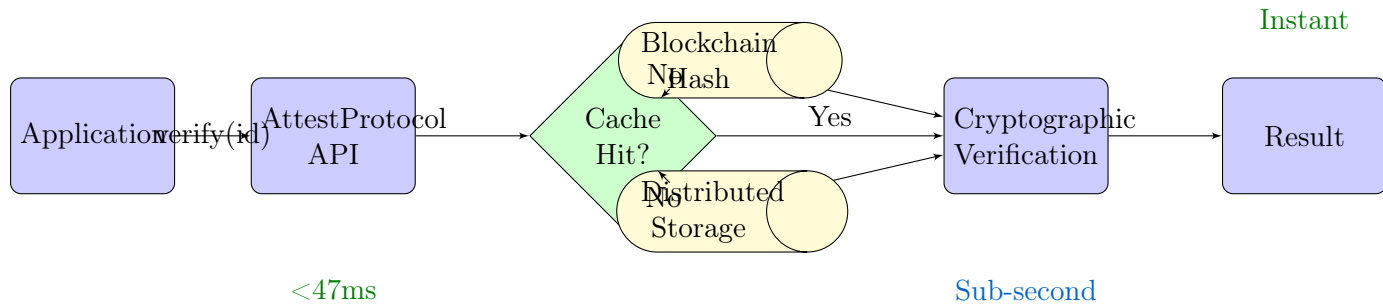 Instant
Application
verify(id)
AttestProtocol
API
Cache
Hit?
No
Blockchain
Hash
No
Distributed
Storage
Yes
Cryptographic
Verification
Result
<47ms
Sub-second